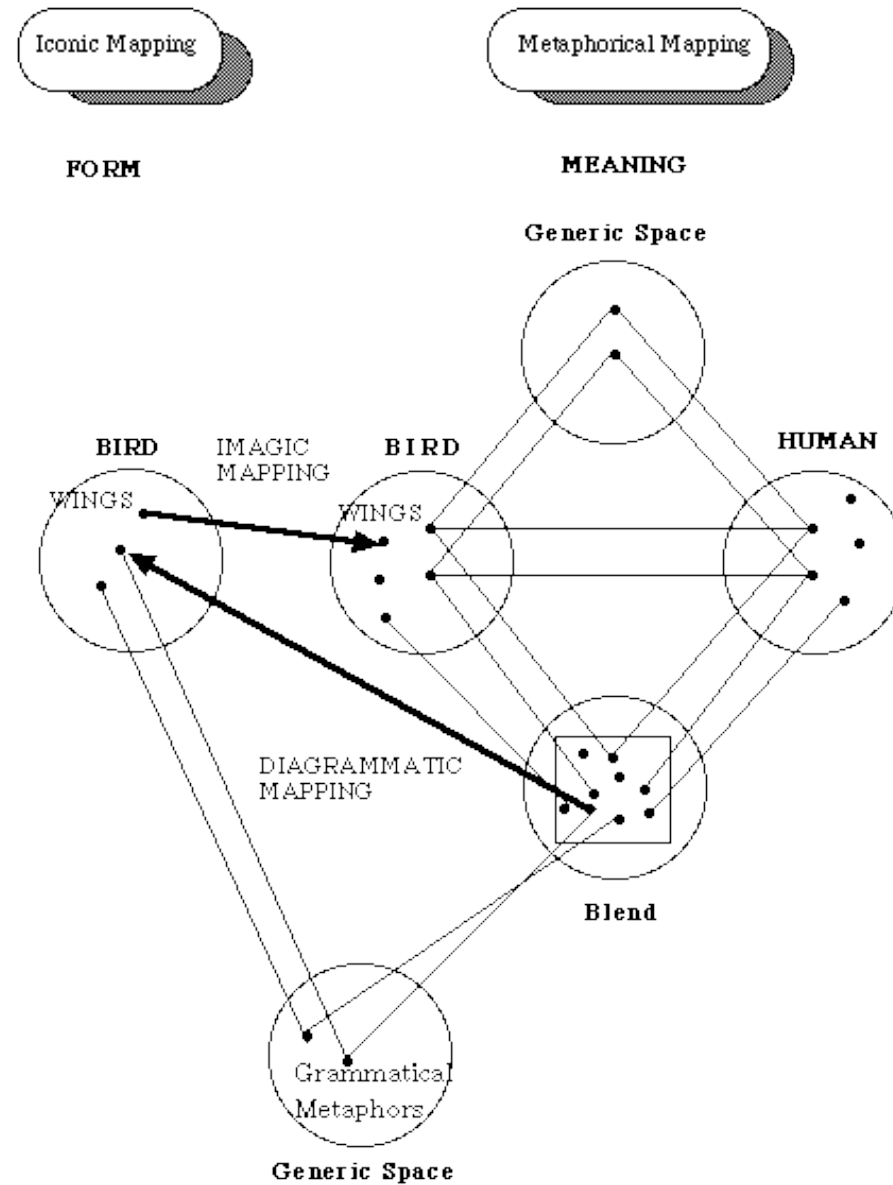 Iconic Mapping
Metaphorical Mapping
FORM
MEANING
Generic Space
BIRD
IMAGIC
MAPPING
BIRD
HUMAN
WINGS
WINGS
DIAGRAMMATIC
MAPPING
Blend
Grammatical
Metaphors
Generic Space